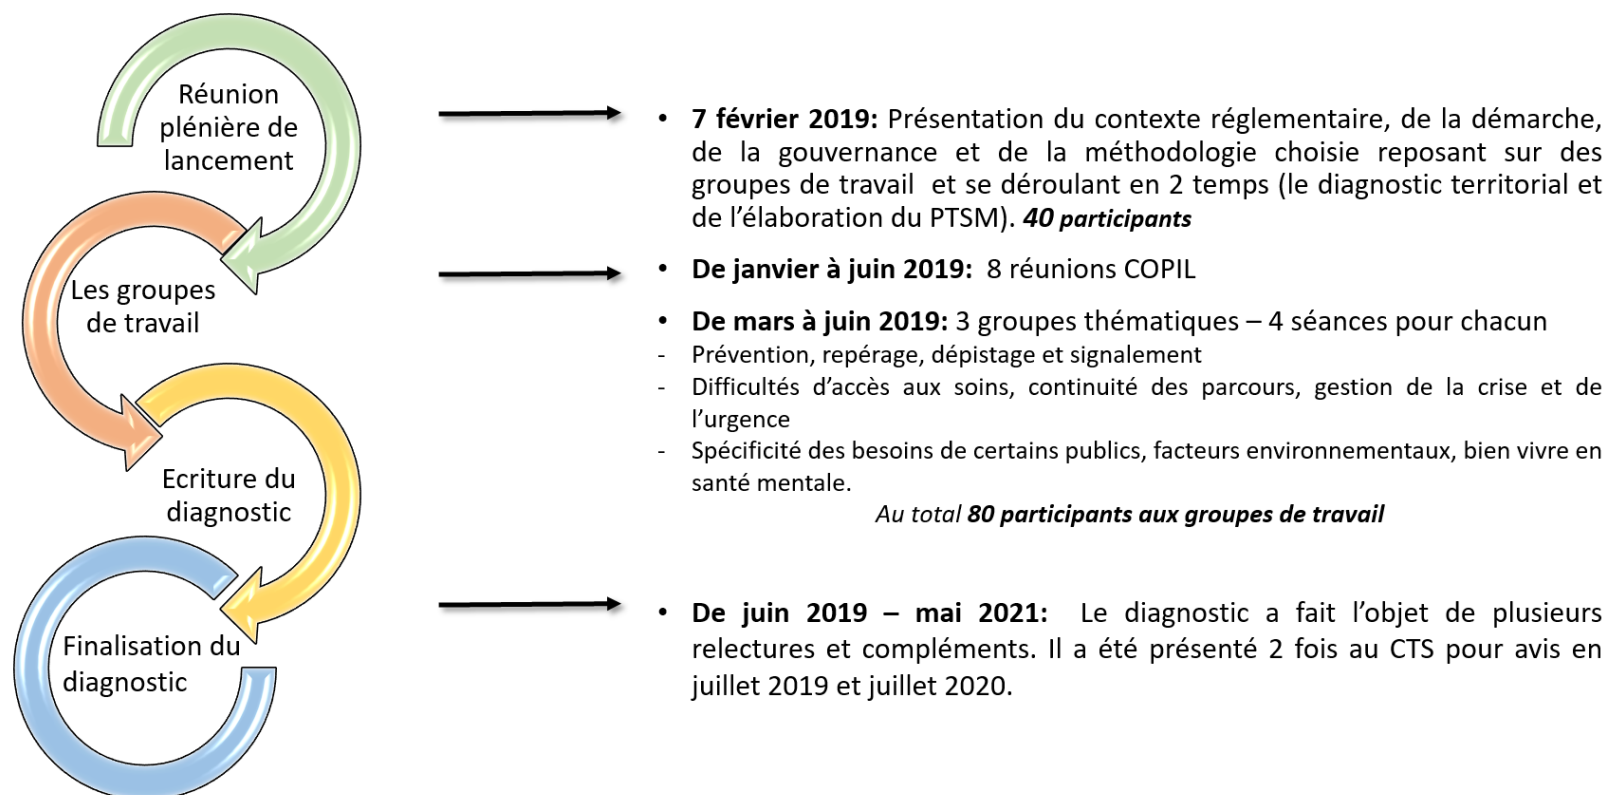 Réunion
plénière de
lancement
Les groupes
de travail
Ecriture du
diagnostic
Finalisation du
diagnostic
• 7 février 2019: Présentation du contexte réglementaire, de la démarche,
de la gouvernance et de la méthodologie choisie reposant sur des
groupes de travail et se déroulant en 2 temps (le diagnostic territorial et
de l’élaboration du PTSM). 40 participants
• De janvier à juin 2019: 8 réunions COPIL
• De mars à juin 2019: 3 groupes thématiques – 4 séances pour chacun
- Prévention, repérage, dépistage et signalement
- Difficultés d’accès aux soins, continuité des parcours, gestion de la crise et de
l’urgence
- Spécificité des besoins de certains publics, facteurs environnementaux, bien vivre en
santé mentale.
Au total 80 participants aux groupes de travail
• De juin 2019 – mai 2021: Le diagnostic a fait l’objet de plusieurs
relectures et compléments. Il a été présenté 2 fois au CTS pour avis en
juillet 2019 et juillet 2020.